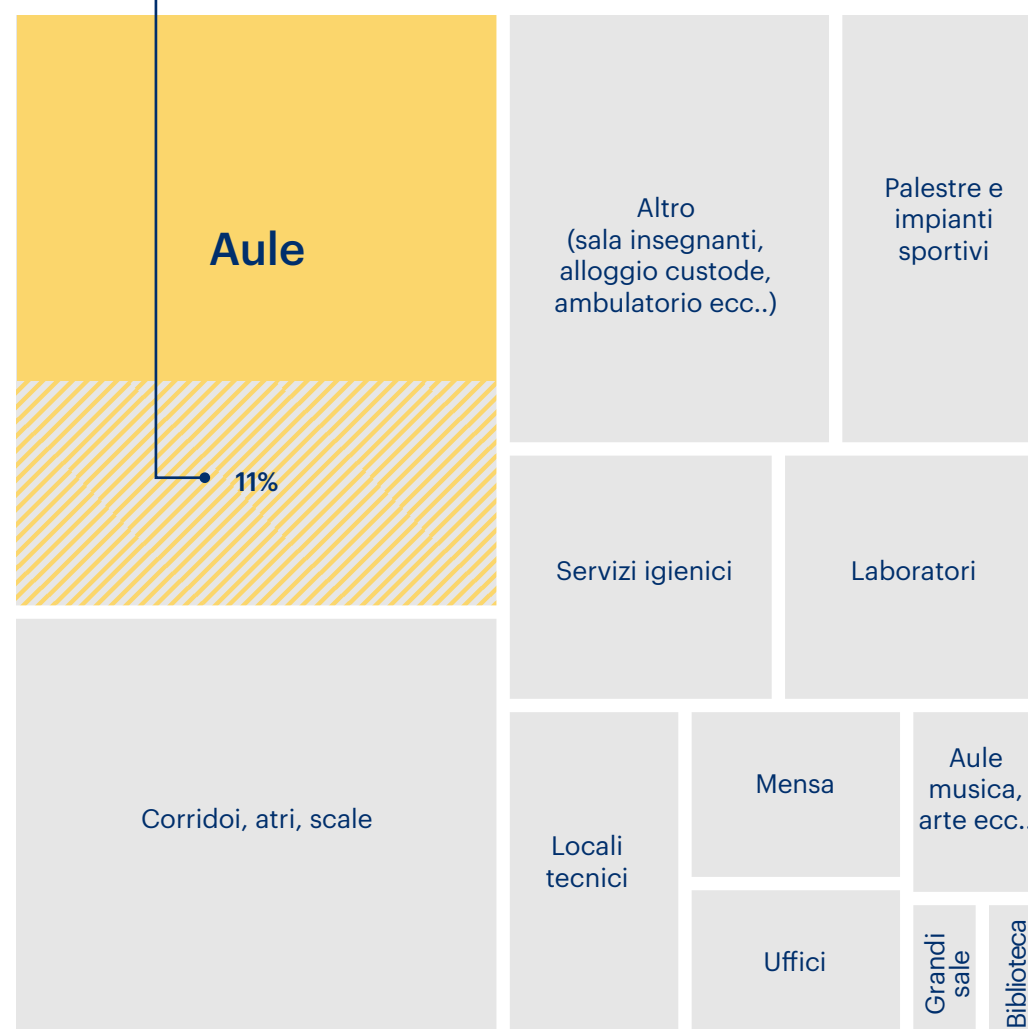 Aule
11%
Corridoi, atri, scale
Altro
(sala insegnanti,
alloggio custode,
ambulatorio ecc..)
Palestre e
impianti
sportivi
Servizi igienici
Laboratori
Locali
tecnici
Mensa
Uffici
Aule
musica,
arte ecc..
Grandi
sale
Biblioteca